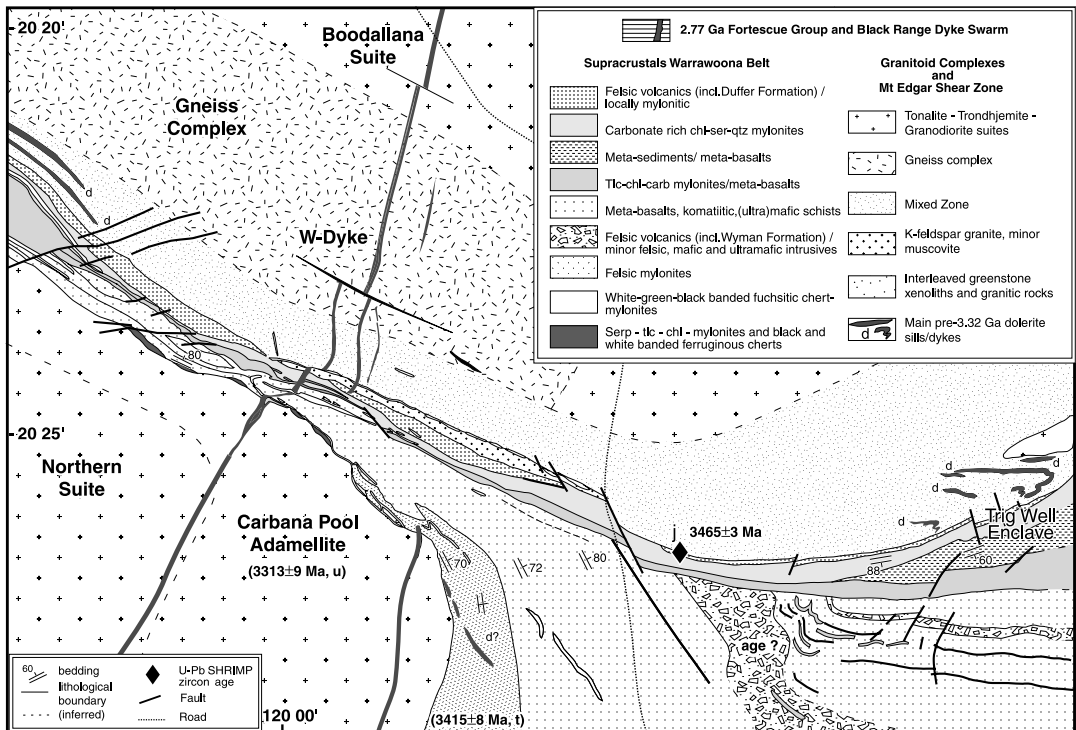 20 20'
Boodallana
Suite
Gneiss
Complex
d
d
W-Dyke
80
20 25'
Northern
Suite
Carbana Pool
Adamellite
(3313±9 Ma, u)
j
3465±3 Ma
d
d
d
Trig Well
Enclave
60
88
80
72
70
d?
age ?
(3415±8 Ma, t)
120 00'
2.77 Ga Fortescue Group and Black Range Dyke Swarm
Supracrustals Warrawoona Belt
Felsic volcanics (incl.Duffer Formation) /
locally mylonitic
Carbonate rich chl-ser-qtz mylonites
Meta-sediments/ meta-basalts
Tlc-chl-carb mylonites/meta-basalts
Meta-basalts, komatiitic,(ultra)mafic schists
Felsic volcanics (incl.Wyman Formation) /
minor felsic, mafic and ultramafic intrusives
Felsic mylonites
White-green-black banded fuchsitic chert-
mylonites
Serp - tlc - chl - mylonites and black and
white banded ferruginous cherts
Granitoid Complexes
and
Mt Edgar Shear Zone
Tonalite - Trondhjemite -
Granodiorite suites
Gneiss complex
Mixed Zone
K-feldspar granite, minor
muscovite
Interleaved greenstone
xenoliths and granitic rocks
d
Main pre-3.32 Ga dolerite
sills/dykes
60
bedding
lithological
boundary
(inferred)
U-Pb SHRIMP
zircon age
Fault
Road